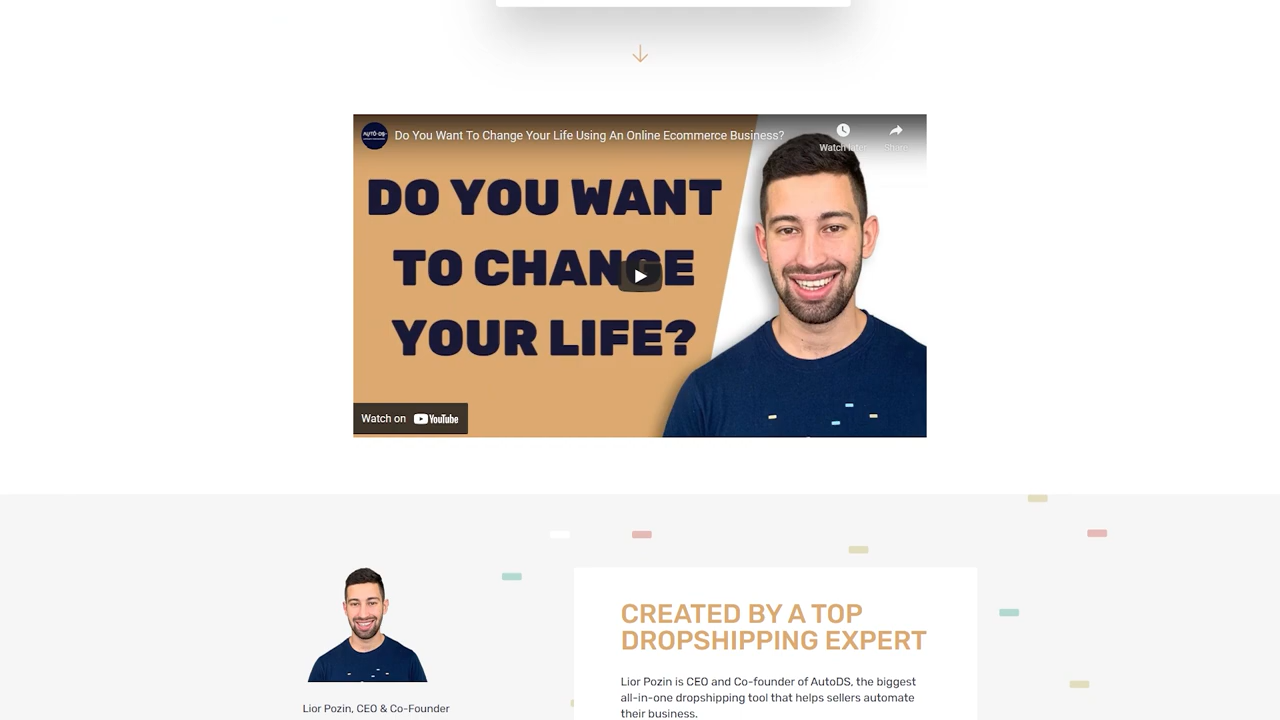 AUTO-DS
Do You Want To Change Your Life Using An Online Ecommerce Business?
Watch later
Share
DO YOU WANT
TO CHANGE
YOUR LIFE?
Watch on YouTube
CREATED BY A TOP
DROPSHIPPING EXPERT
Lior Pozin is CEO and Co-founder of AutoDS, the biggest
all-in-one dropshipping tool that helps sellers automate
their business.
Lior Pozin, CEO & Co-Founder